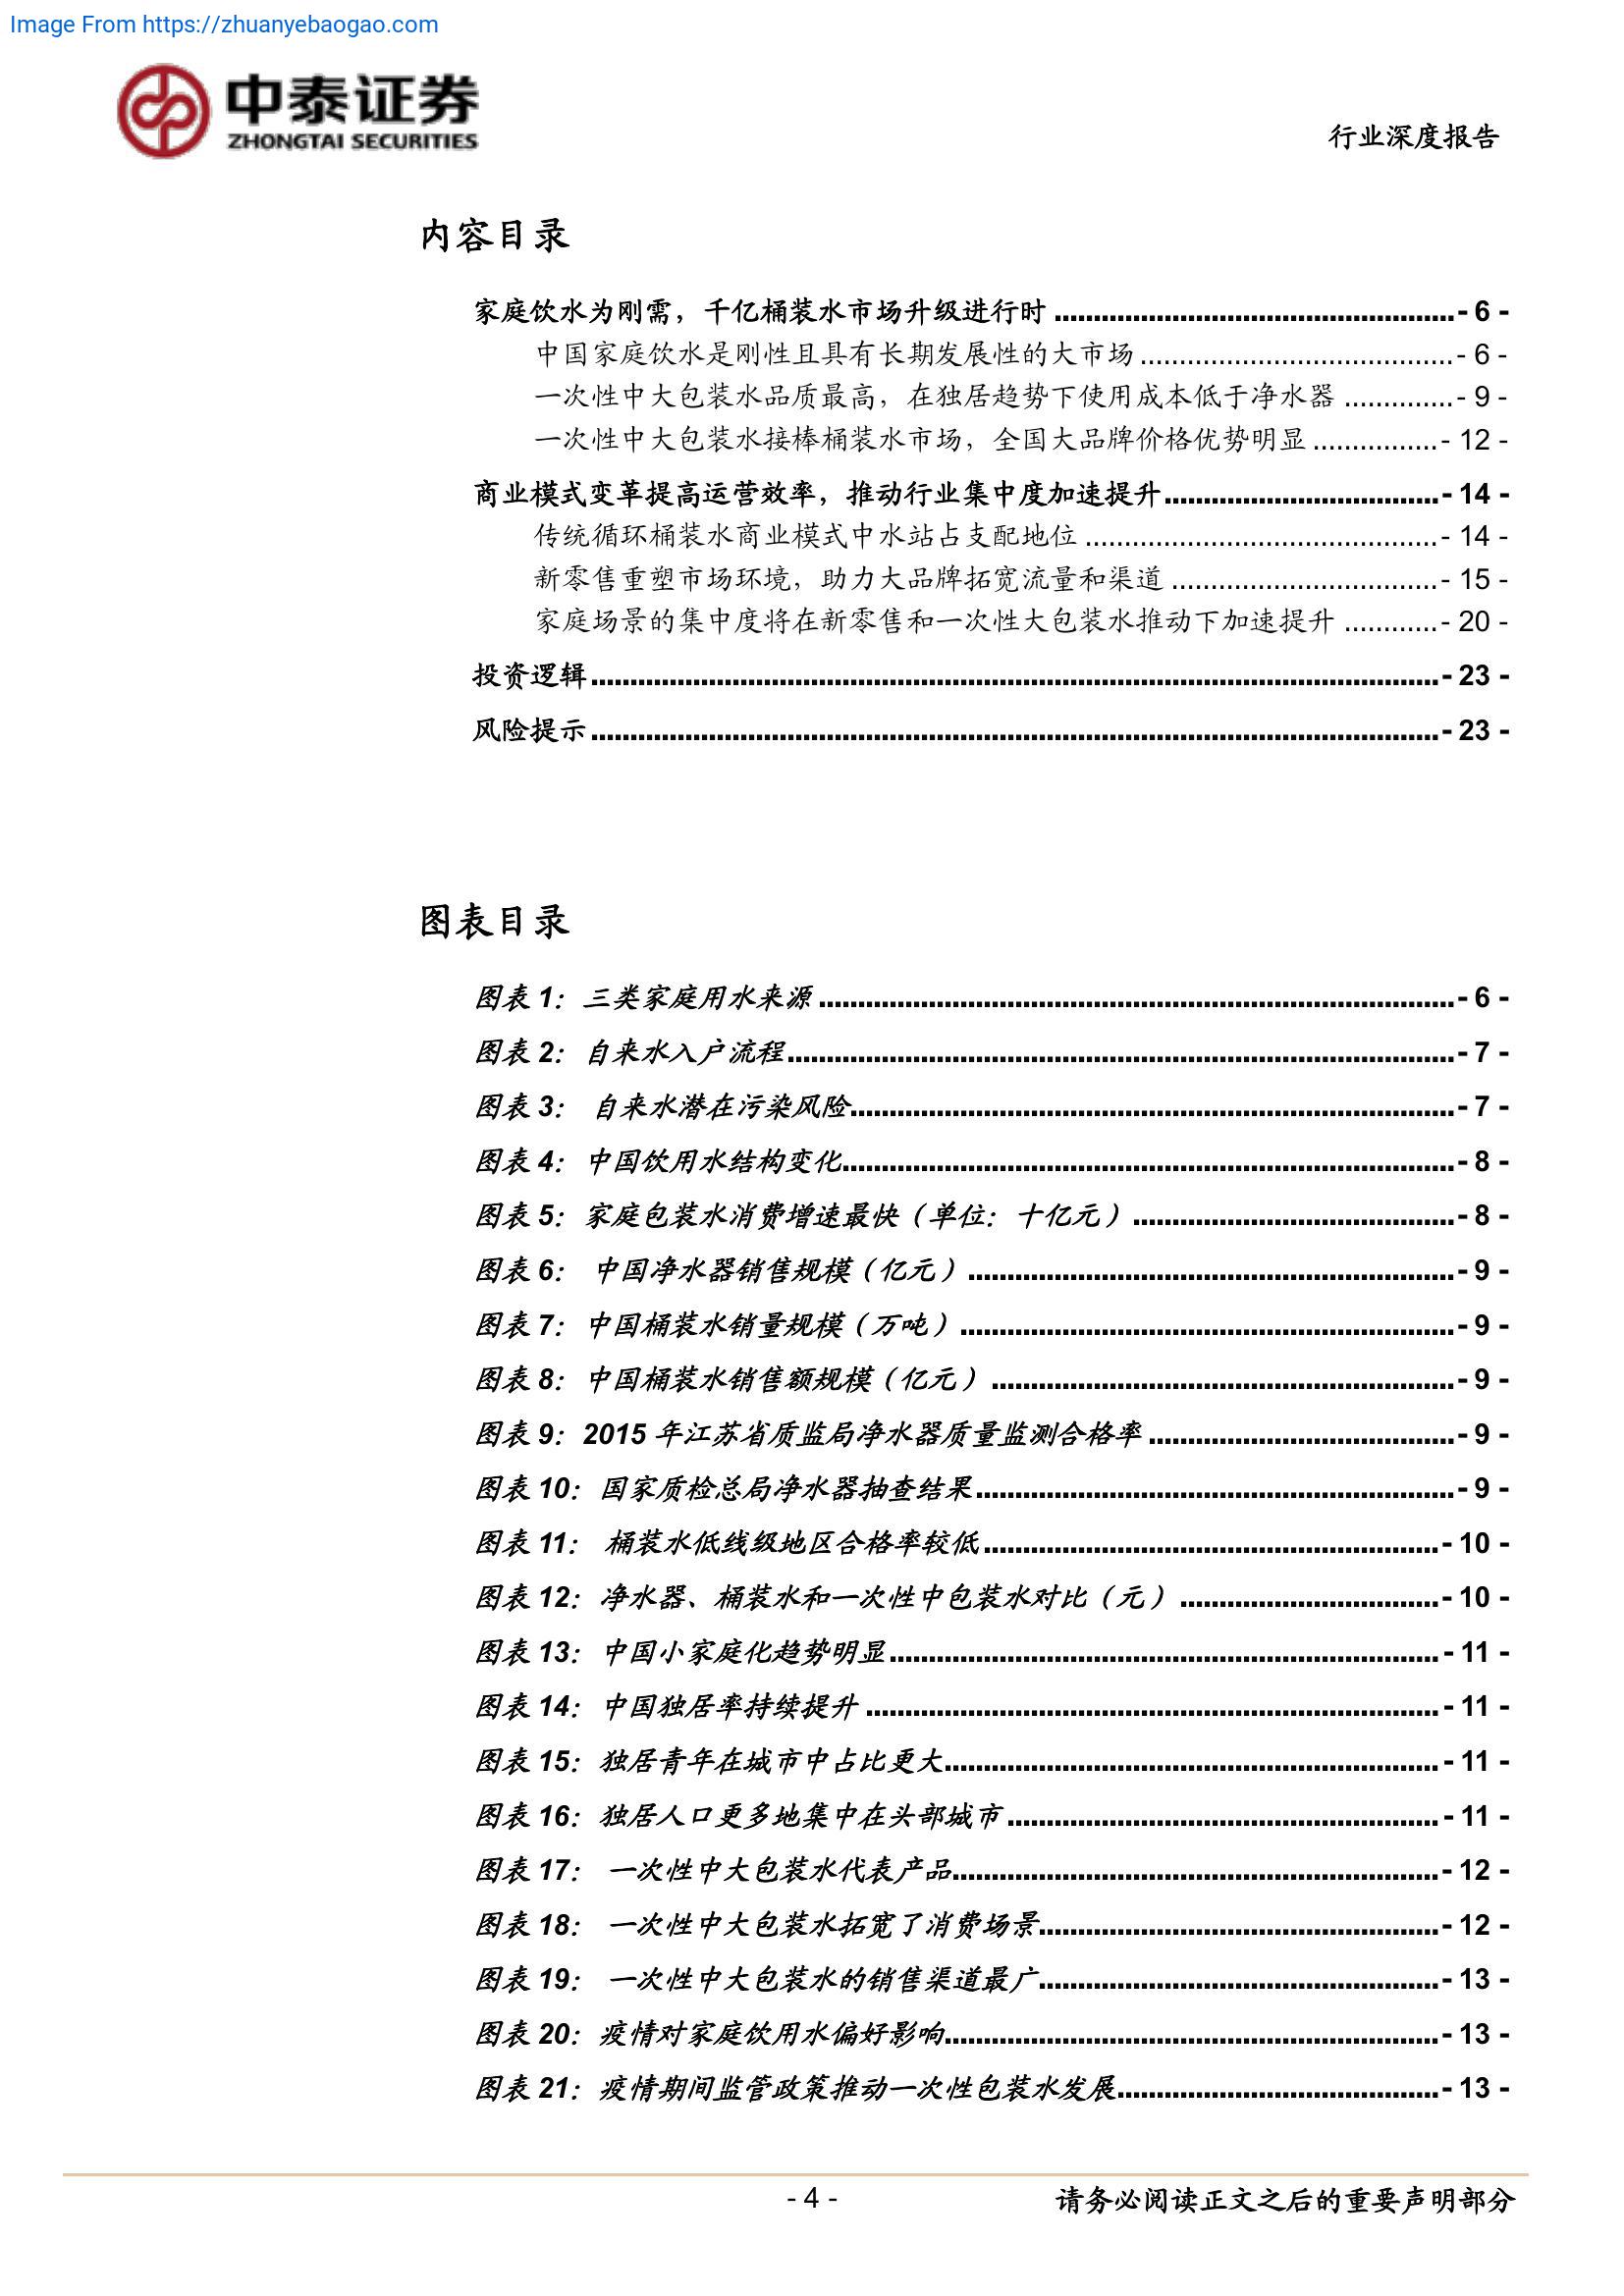 Image From https://zhuanyebaogao.com
中泰证券
ZHONGTAI SECURITIES
行业深度报告
内容目录
家庭饮水为刚需，千亿桶装水市场升级进行时 - 6 -
中国家庭饮水是刚性且具有长期发展性的大市场 - 6 -
一次性中大包装水品质最高，在独居趋势下使用成本低于净水器 - 9 -
一次性中大包装水接棒桶装水市场，全国大品牌价格优势明显 - 12 -
商业模式变革提高运营效率，推动行业集中度加速提升 - 14 -
传统循环桶装水商业模式中水站占支配地位 - 14 -
新零售重塑市场环境，助力大品牌拓宽流量和渠道 - 15 -
家庭场景的集中度将在新零售和一次性大包装水推动下加速提升 - 20 -
投资逻辑 - 23 -
风险提示 - 23 -
图表目录
图表 1：三类家庭用水来源 - 6 -
图表 2：自来水入户流程 - 7 -
图表 3： 自来水潜在污染风险 - 7 -
图表 4：中国饮用水结构变化 - 8 -
图表 5：家庭包装水消费增速最快（单位：十亿元） - 8 -
图表 6： 中国净水器销售规模（亿元） - 9 -
图表 7：中国桶装水销量规模（万吨） - 9 -
图表 8：中国桶装水销售额规模（亿元） - 9 -
图表 9：2015 年江苏省质监局净水器质量监测合格率 - 9 -
图表 10：国家质检总局净水器抽查结果 - 9 -
图表 11： 桶装水低线级地区合格率较低 - 10 -
图表 12：净水器、桶装水和一次性中包装水对比（元） - 10 -
图表 13：中国小家庭化趋势明显 - 11 -
图表 14：中国独居率持续提升 - 11 -
图表 15：独居青年在城市中占比更大 - 11 -
图表 16：独居人口更多地集中在头部城市 - 11 -
图表 17： 一次性中大包装水代表产品 - 12 -
图表 18： 一次性中大包装水拓宽了消费场景 - 12 -
图表 19： 一次性中大包装水的销售渠道最广 - 13 -
图表 20：疫情对家庭饮用水偏好影响 - 13 -
图表 21：疫情期间监管政策推动一次性包装水发展 - 13 -
- 4 -
请务必阅读正文之后的重要声明部分